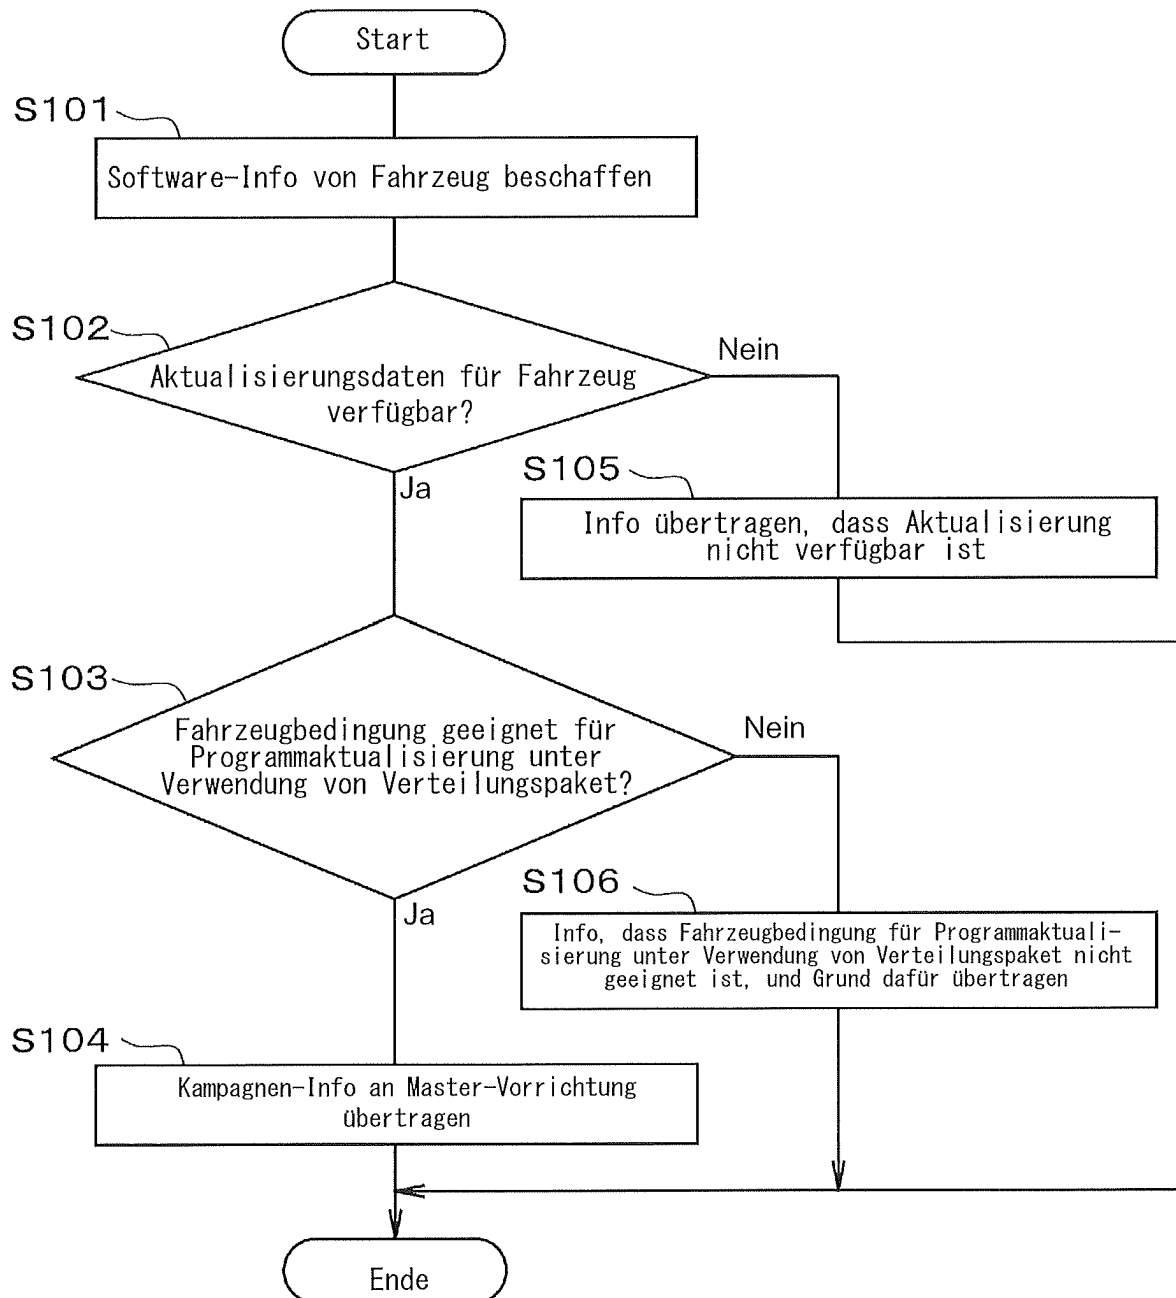 Start
S101
Software-Info von Fahrzeug beschaffen
S102
Aktualisierungsdaten für Fahrzeug
verfügbar?
Nein
Ja
S105
Info übertragen, dass Aktualisierung
nicht verfügbar ist
S103
Fahrzeugbedingung geeignet für
Programmaktualisierung unter
Verwendung von Verteilungspaket?
Nein
Ja
S106
Info, dass Fahrzeugbedingung für Programmaktuali-
sierung unter Verwendung von Verteilungspaket nicht
geeignet ist, und Grund dafür übertragen
S104
Kampagnen-Info an Master-Vorrichtung
übertragen
Ende